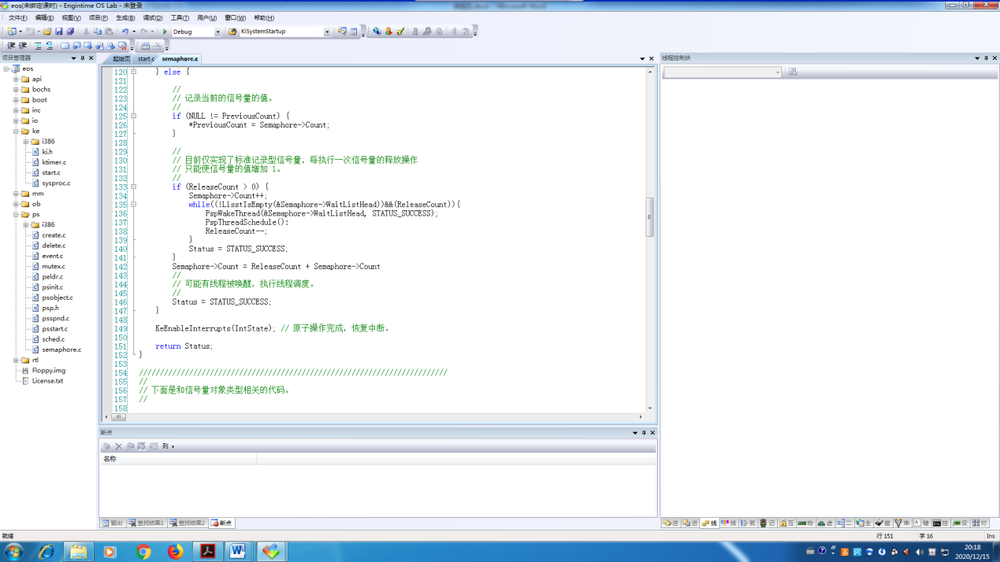 eos(未绑定课时) - Engintime OS Lab - 未登录
文件(F) 编辑(E) 视图(V) 项目(P) 生成(B) 调试(D) 工具(T) 用户(U) 窗口(W) 帮助(H)
Debug KiSystemStartup
项目管理器
eos
api
bochs
boot
inc
io
ke
i386
ki.h
ktimer.c
start.c
sysproc.c
mm
ob
ps
i386
create.c
delete.c
event.c
mutex.c
peldr.c
psinit.c
psobject.c
psp.h
psspnd.c
psstart.c
sched.c
semaphore.c
rtl
Floppy.img
License.txt
起始页 start.c semaphore.c
120 } else {
121
122 //
123 // 记录当前的信号量的值。
124 //
125 if (NULL != PreviousCount) {
126 *PreviousCount = Semaphore->Count;
127 }
128
129 //
130 // 目前仅实现了标准记录型信号量，每执行一次信号量的释放操作
131 // 只能使信号量的值增加 1。
132 //
133 if (ReleaseCount > 0) {
134 Semaphore->Count++;
135 while((!LisstIsEmpty(&Semaphore->WaitListHead))&&(ReleaseCount)){
136 PspWakeThread(&Semaphore->WaitListHead, STATUS_SUCCESS);
137 PspThreadSchedule():
138 ReleaseCount--;
139 }
140 Status = STATUS_SUCCESS;
141 }
142 Semaphore->Count = ReleaseCount + Semaphore->Count
143 //
144 // 可能有线程被唤醒，执行线程调度。
145 //
146 Status = STATUS_SUCCESS;
147 }
148
149 KeEnableInterrupts(IntState); // 原子操作完成，恢复中断。
150
151 return Status;
152 }
153
154 //////////////////////////////////////////////////////////////////////////
155 //
156 // 下面是和信号量对象类型相关的代码。
157 //
158
断点
列
名称
输出 查找结果1 查找结果2 断点
线程控制块
就绪
行 151 字 16 Ins
20:18
2020/12/15